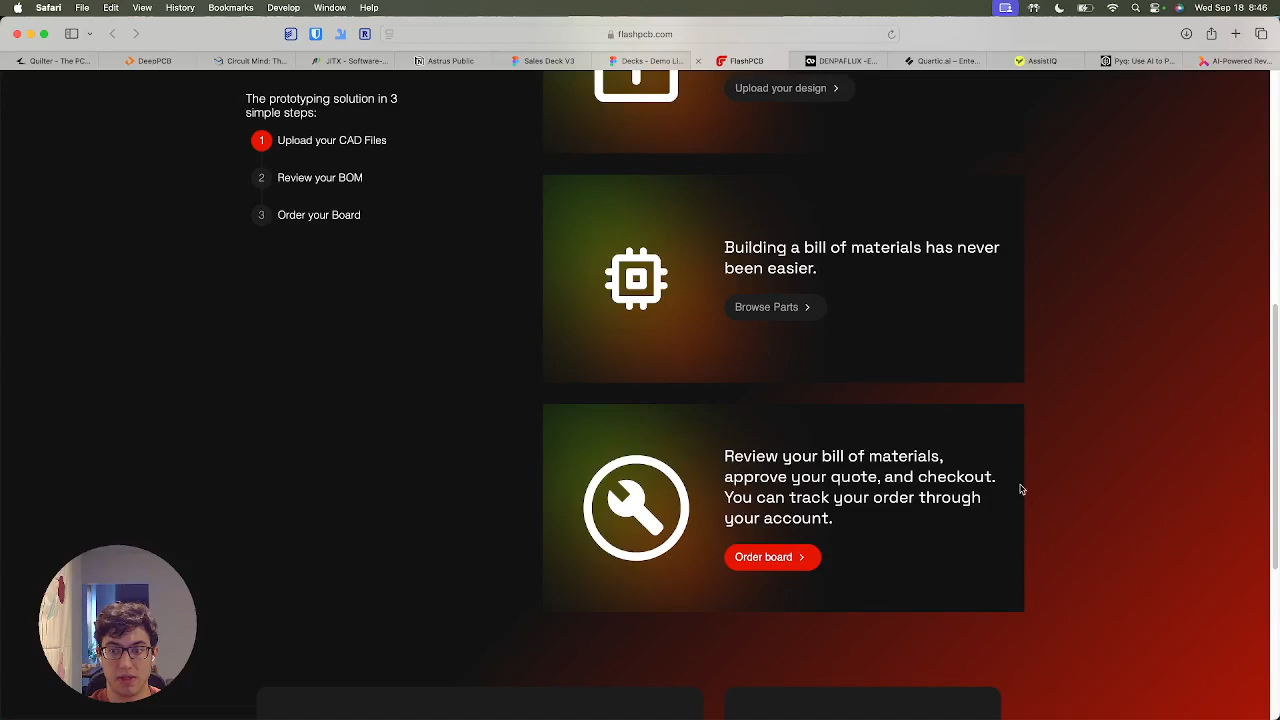 Safari File Edit View History Bookmarks Develop Window Help
Wed Sep 18 8:46
flashpcb.com
Quilter - The PC...
DeepPCB
Circuit Mind: Th...
JITX - Software-...
Astrus Public
Sales Deck V3
Decks - Demo Li...
FlashPCB
DENPAFLUX -E...
Quartic.ai – Ente...
AssistIQ
Pyq: Use AI to P...
AI-Powered Rev...
The prototyping solution in 3
simple steps:
1 Upload your CAD Files
2 Review your BOM
3 Order your Board
Upload your design
Building a bill of materials has never
been easier.
Browse Parts
Review your bill of materials,
approve your quote, and checkout.
You can track your order through
your account.
Order board